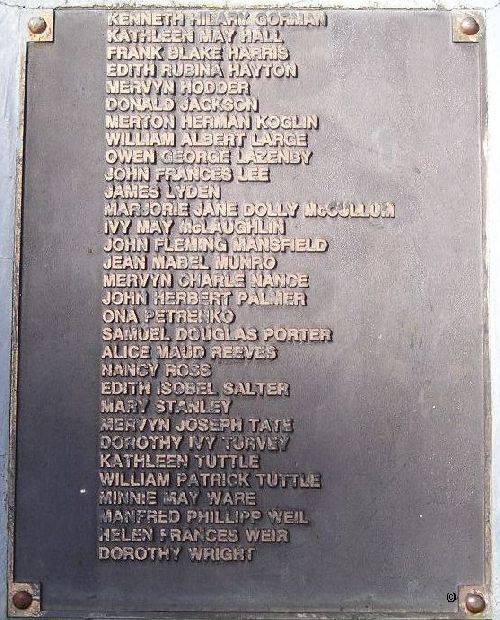 KENNETH HILARY GORMAN
KATHLEEN MAY HALL
FRANK BLAKE HARRIS
EDITH RUBINA HAYTON
MERVYN HODDER
DONALD JACKSON
MERTON HERMAN KOGLIN
WILLIAM ALBERT LARGE
OWEN GEORGE LAZENBY
JOHN FRANCES LEE
JAMES LYDEN
MARJORIE JANE DOLLY McCULLUM
IVY MAY McLAUGHLIN
JOHN FLEMING MANSFIELD
JEAN MABEL MUNRO
MERVYN CHARLE NANCE
JOHN HERBERT PALMER
ONA PETRENKO
SAMUEL DOUGLAS PORTER
ALICE MAUD REEVES
NANCY ROSS
EDITH ISOBEL SALTER
MARY STANLEY
MERVYN JOSEPH TATE
DOROTHY IVY TURVEY
KATHLEEN TUTTLE
WILLIAM PATRICK TUTTLE
MINNIE MAY WARE
MANFRED PHILLIPP WEIL
HELEN FRANCES WEIR
DOROTHY WRIGHT
©